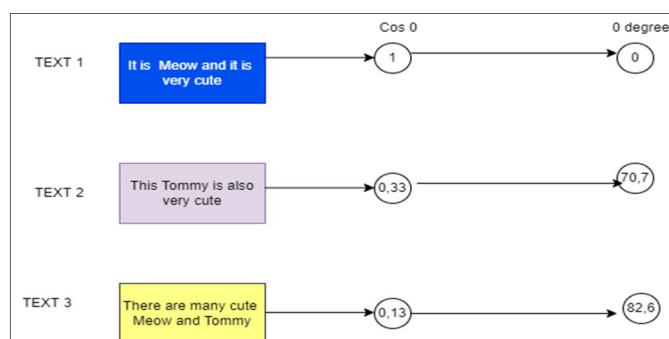 Cos 0
0 degree
TEXT 1
It is Meow and it is
very cute
1
0
TEXT 2
This Tommy is also
very cute
0,33
70,7
TEXT 3
There are many cute
Meow and Tommy
0,13
82,6